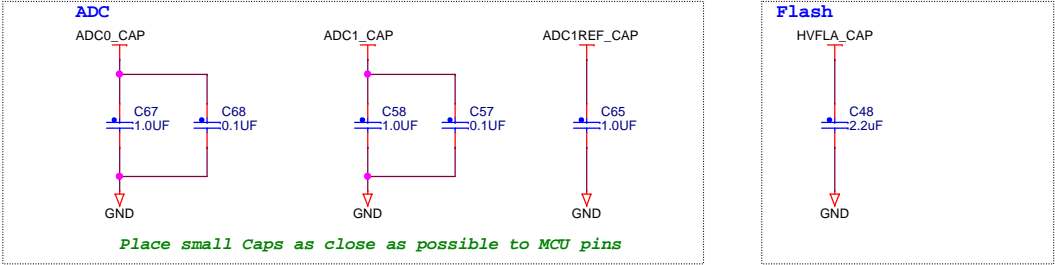 ADC
ADC0_CAP
ADC1_CAP
ADC1REF_CAP
C67
1.0UF
C68
0.1UF
C58
1.0UF
C57
0.1UF
C65
1.0UF
GND
GND
GND
Place small Caps as close as possible to MCU pins
Flash
HVFLA_CAP
C48
2.2uF
GND